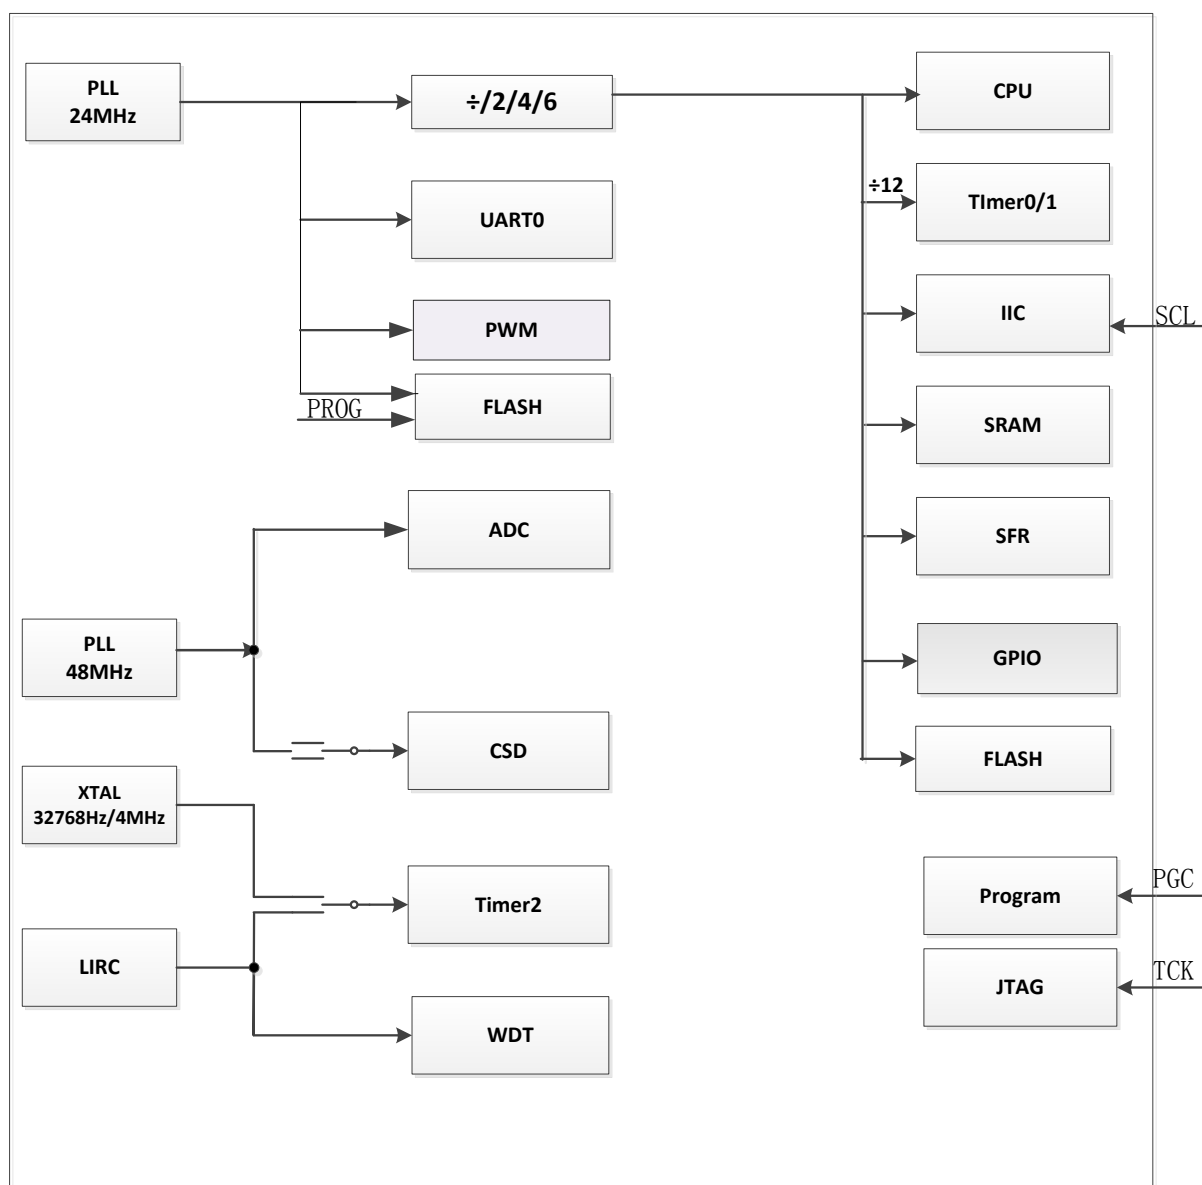 PLL
24MHz
÷/2/4/6
CPU
÷12
TImer0/1
UART0
IIC
SCL
PWM
PROG
FLASH
SRAM
ADC
SFR
PLL
48MHz
GPIO
CSD
FLASH
XTAL
32768Hz/4MHz
Timer2
Program
PGC
LIRC
JTAG
TCK
WDT